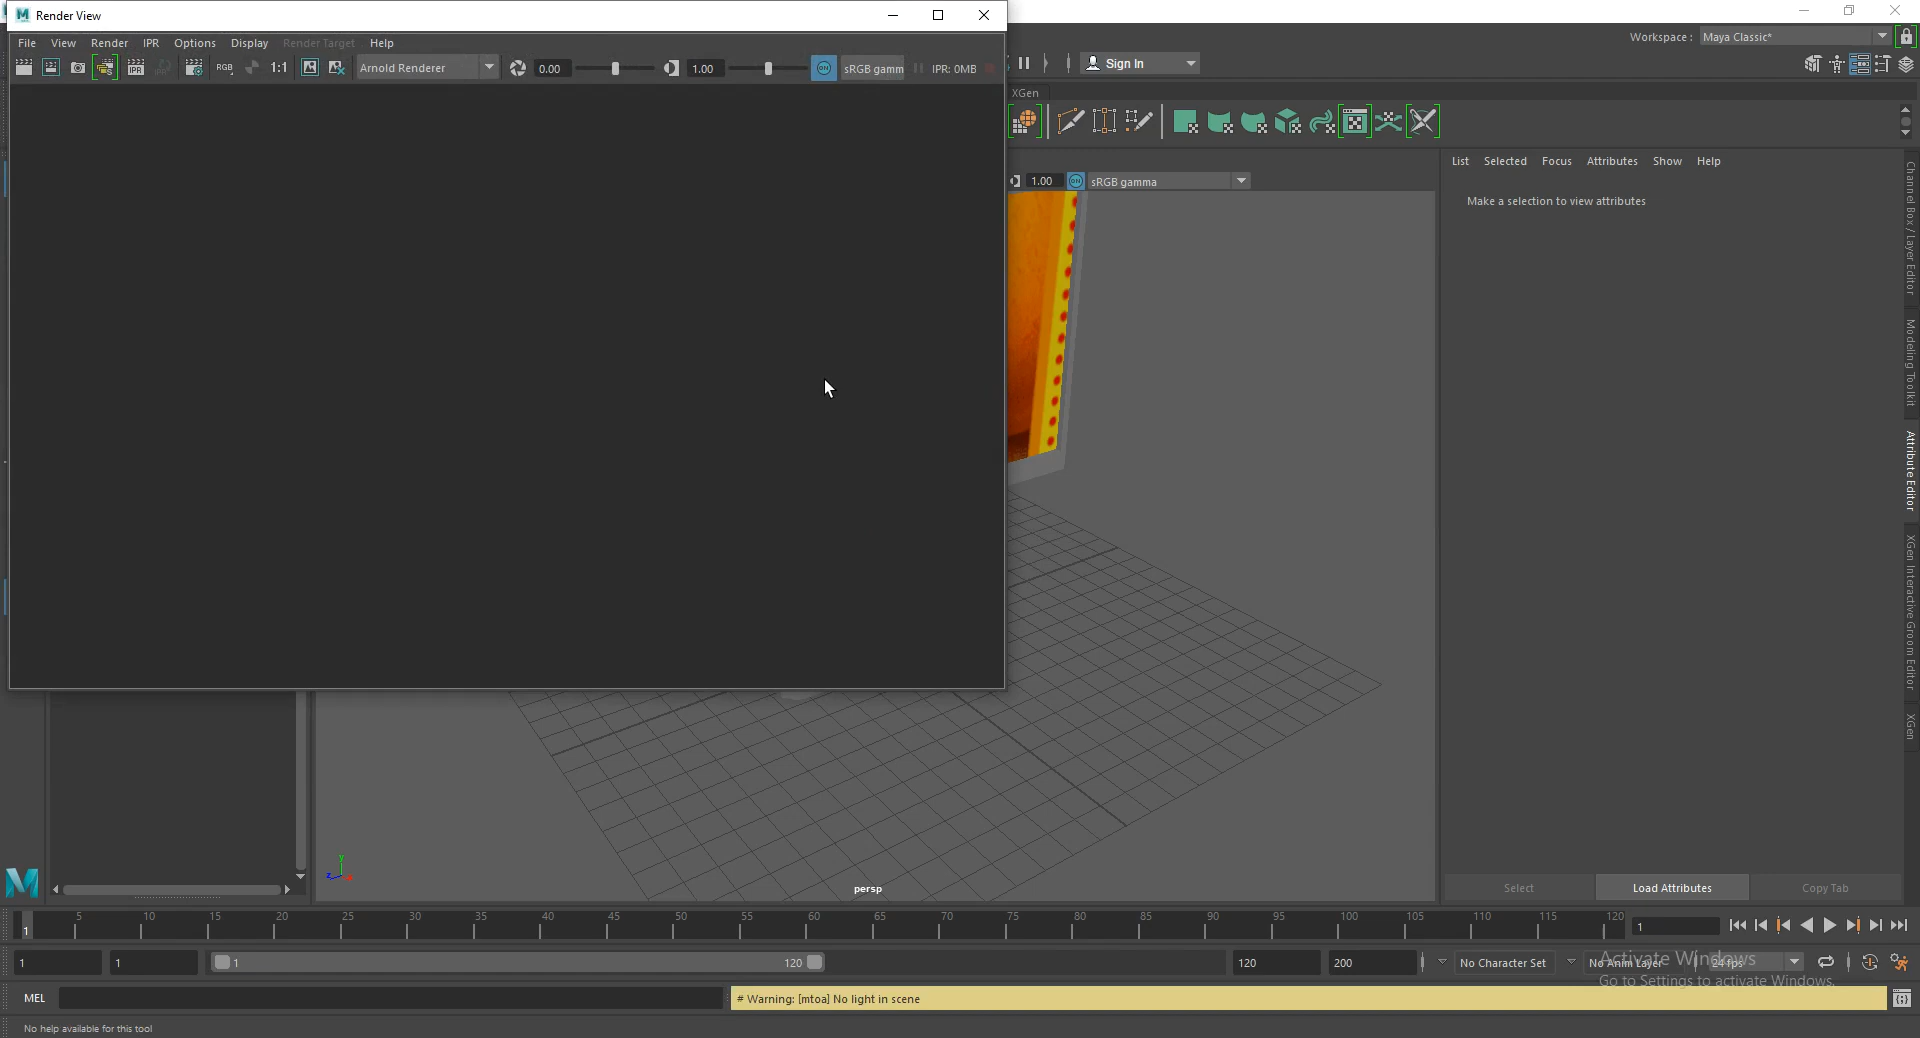 Render View
File View Render IPR Options Display Render Target Help
Workspace : Maya Classic*
RGB 1:1 Arnold Renderer 0.00 1.00 ON sRGB gamm IPR: 0MB
Sign In
XGen
List Selected Focus Attributes Show Help
1.00 ON sRGB gamma
Make a selection to view attributes
Channel Box / Layer Editor
Modeling Toolkit
Attribute Editor
XGen Interactive Groom Editor
XGen
y
z
persp
Select Load Attributes Copy Tab
5 10 15 20 25 30 35 40 45 50 55 60 65 70 75 80 85 90 95 100 105 110 115 120
1 1
1 1 1 120 120 200 No Character Set No Anim Layer 24 fps
Activate Windows
Go to Settings to activate Windows.
MEL # Warning: [mtoa] No light in scene
No help available for this tool